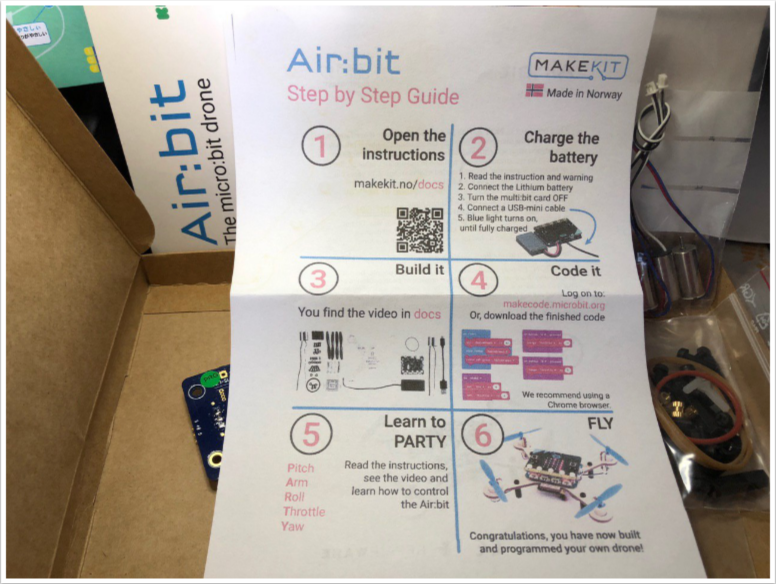 Air:bit
The micro:bit drone
Air:bit
MAKEKIT
Step by Step Guide
Made in Norway
1
Open the
instructions
makekit.no/docs
2
Charge the
battery
1. Read the instruction and warning
2. Connect the Lithium battery
3. Turn the multi:bit card OFF
4. Connect a USB-mini cable
5. Blue light turns on,
until fully charged
3
Build it
You find the video in docs
4
Code it
Log on to:
makecode.microbit.org
Or, download the finished code
We recommend using a
Chrome browser.
5
Learn to
PARTY
Pitch
Arm
Roll
Throttle
Yaw
Read the instructions,
see the video and
learn how to control
the Air:bit
6
FLY
Congratulations, you have now built
and programmed your own drone!